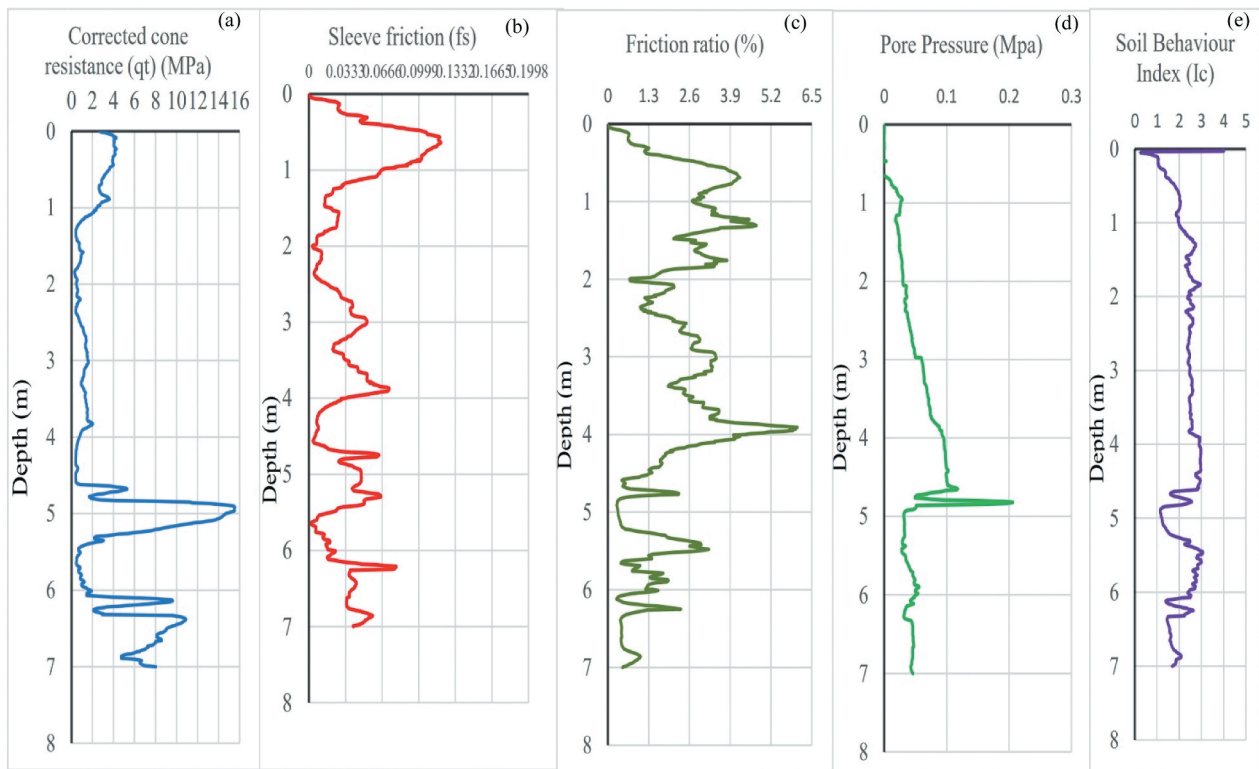 (a)
Corrected cone
resistance (qt) (MPa)
0 2 4 6 8 10 12 14 16
0
1
2
3
4
5
6
7
8
Depth (m)
Sleeve friction (fs)
(b)
0 0.0333 0.0666 0.0999 0.1332 0.1665 0.1998
0
1
2
3
4
5
6
7
8
Depth (m)
(c)
Friction ratio (%)
0 1.3 2.6 3.9 5.2 6.5
0
1
2
3
4
5
6
7
8
Depth (m)
(d)
Pore Pressure (Mpa)
0 0.1 0.2 0.3
0
1
2
3
4
5
6
7
8
Depth (m)
(e)
Soil Behaviour
Index (Ic)
0 1 2 3 4 5
0
1
2
3
4
5
6
7
8
Depth (m)